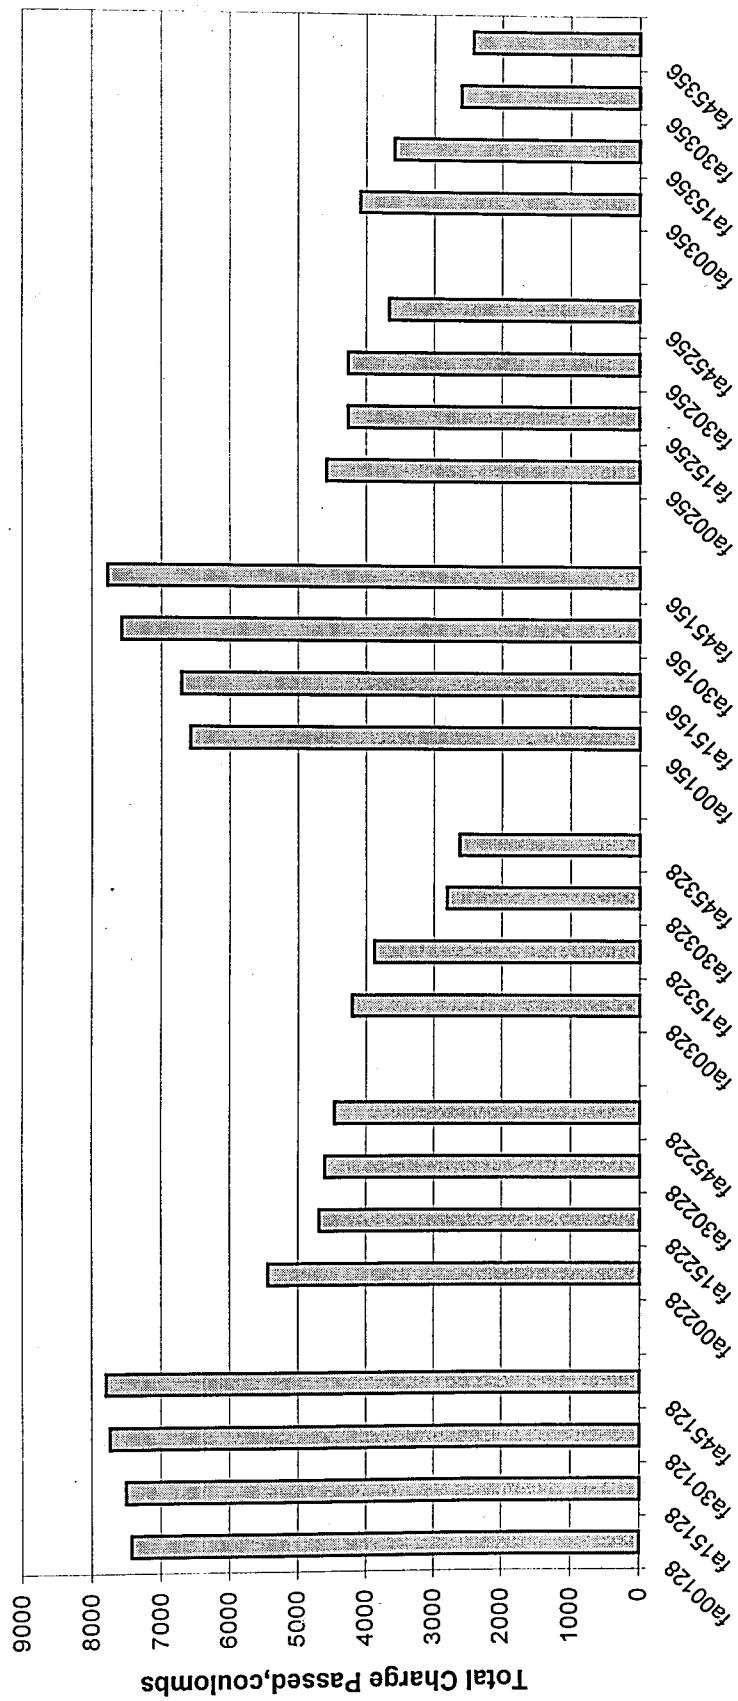 Total Charge Passed,coulombs
9000
8000
7000
6000
5000
4000
3000
2000
1000
0
fa00128
fa15128
fa30128
fa45128
fa00228
fa15228
fa30228
fa45228
fa00328
fa15328
fa30328
fa45328
fa00156
fa15156
fa30156
fa45156
fa00256
fa15256
fa30256
fa45256
fa00356
fa15356
fa30356
fa45356